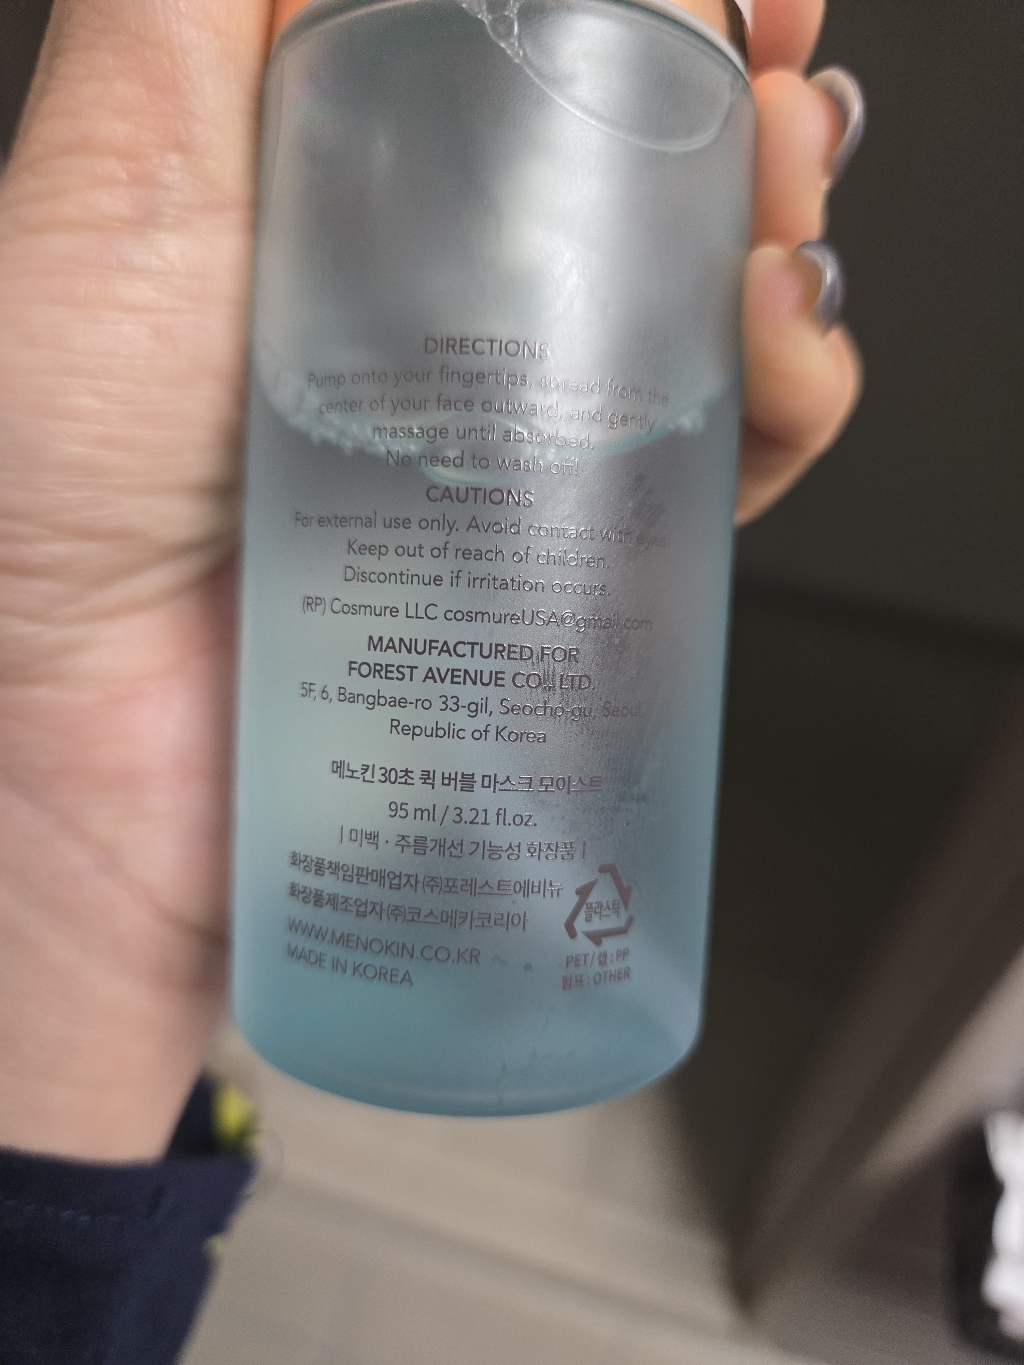 DIRECTIONS
Pump onto your fingertips, spread from the
center of your face outward, and gently
massage until absorbed.
No need to wash off!
CAUTIONS
For external use only. Avoid contact with eyes.
Keep out of reach of children.
Discontinue if irritation occurs.
(RP) Cosmure LLC cosmureUSA@gmail.com
MANUFACTURED FOR
FOREST AVENUE CO., LTD.
5F, 6, Bangbae-ro 33-gil, Seocho-gu, Seoul,
Republic of Korea
메노킨 30초 퀵 버블 마스크 모이스트
95 ml / 3.21 fl.oz.
| 미백 · 주름개선 기능성 화장품 |
화장품책임판매업자 (주)포레스트에비뉴
화장품제조업자 (주)코스메카코리아
WWW.MENOKIN.CO.KR
MADE IN KOREA
플라스틱
PET/캡:PP
펌프:OTHER